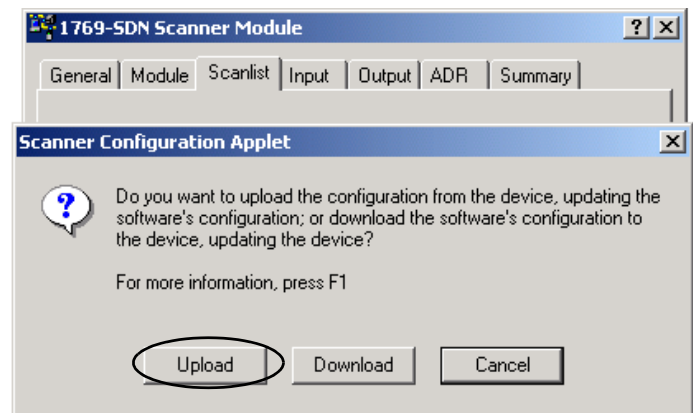 1769-SDN Scanner Module
General Module Scanlist Input Output ADR Summary
Scanner Configuration Applet
Do you want to upload the configuration from the device, updating the
software's configuration; or download the software's configuration to
the device, updating the device?
For more information, press F1
Upload Download Cancel